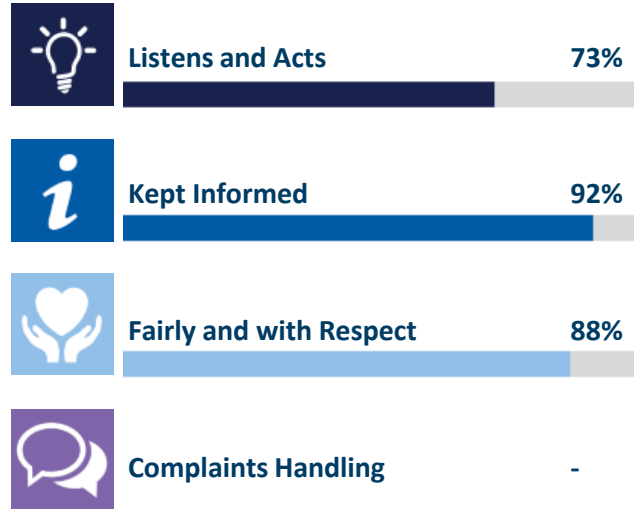 Listens and Acts 73%
Kept Informed 92%
Fairly and with Respect 88%
Complaints Handling -